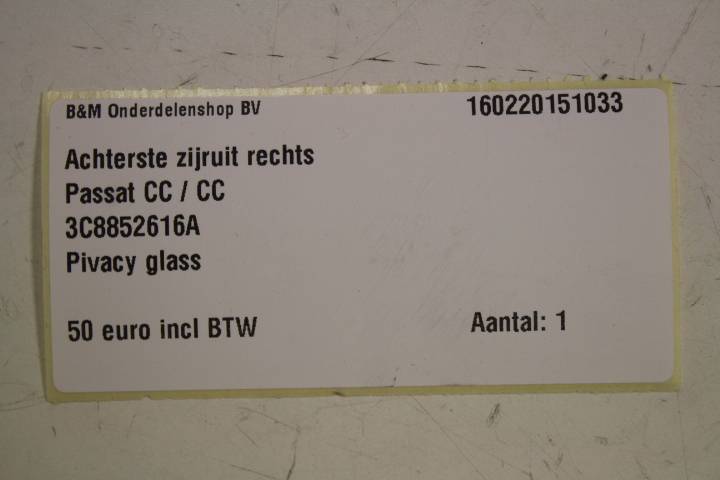 B&M Onderdelenshop BV 160220151033
Achterste zijruit rechts
Passat CC / CC
3C8852616A
Pivacy glass
50 euro incl BTW Aantal: 1